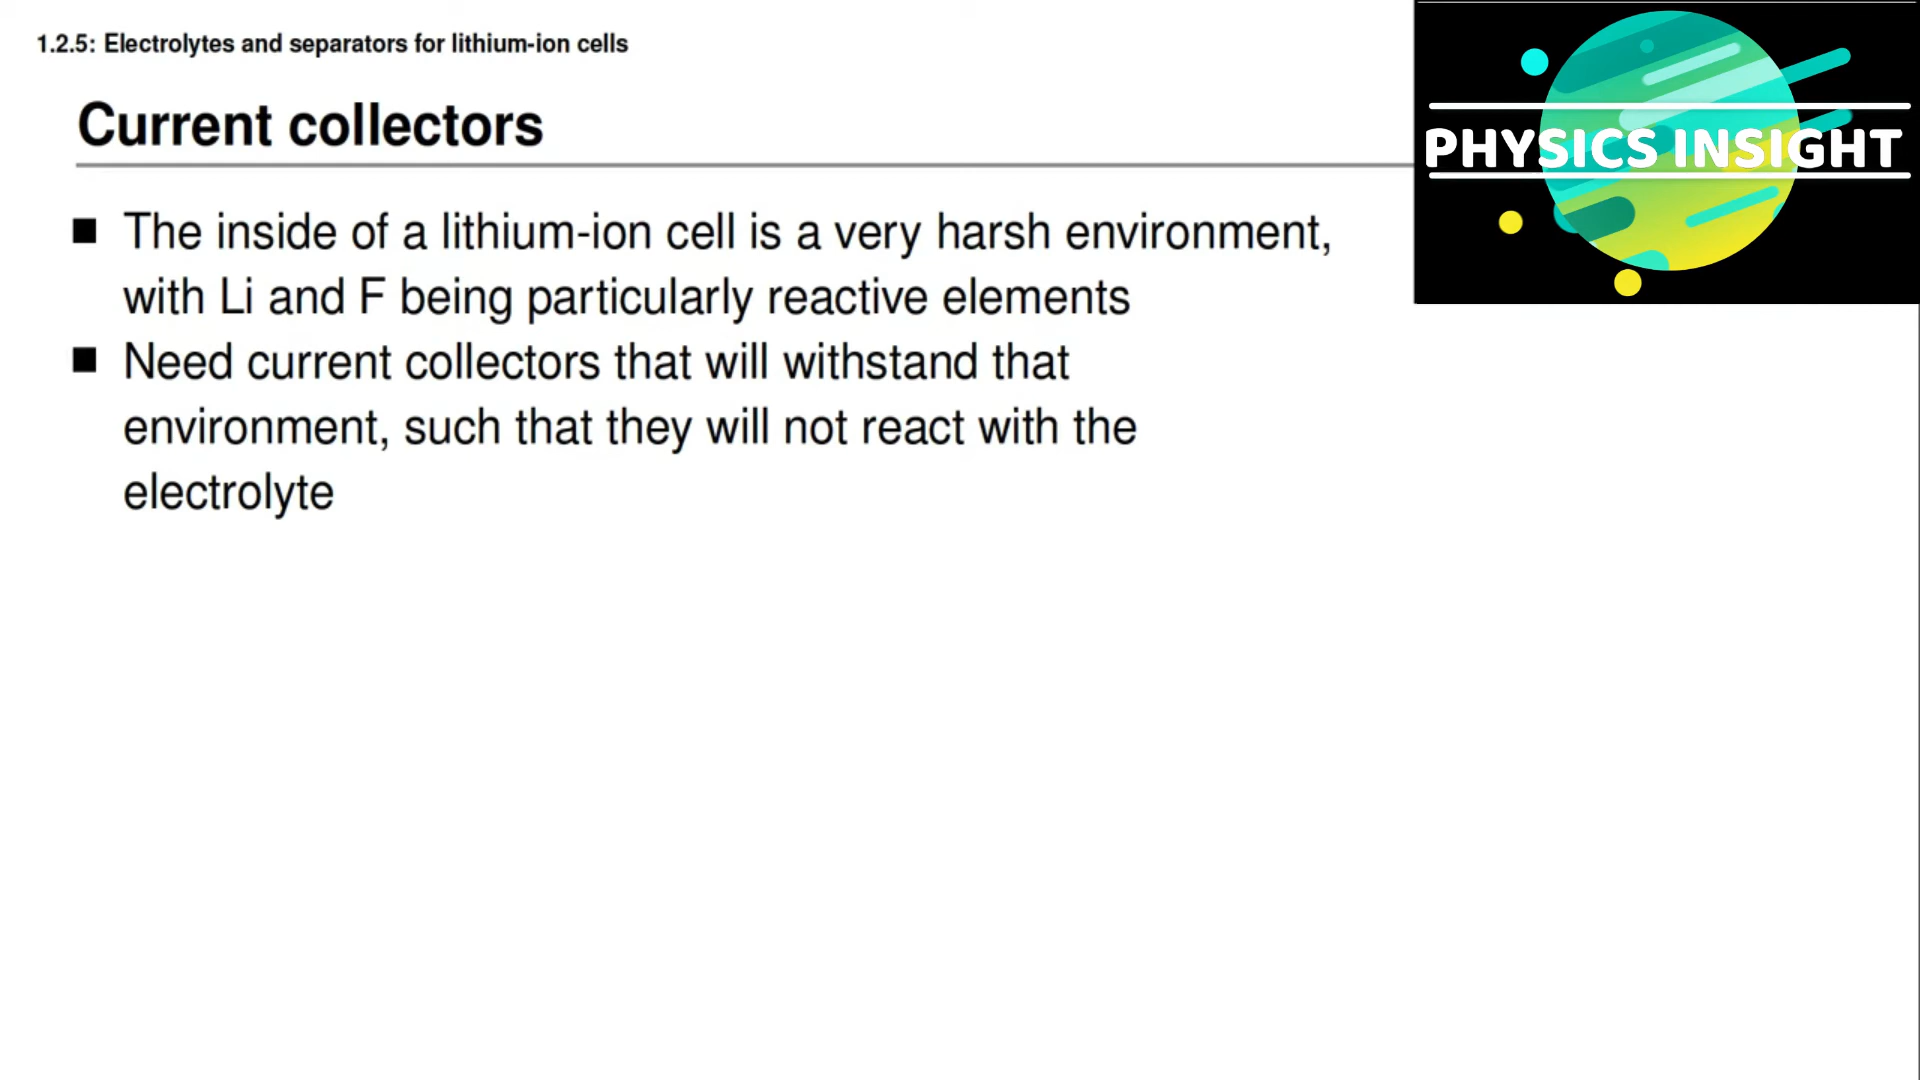 1.2.5: Electrolytes and separators for lithium-ion cells
PHYSICS INSIGHT
Current collectors
The inside of a lithium-ion cell is a very harsh environment,
with Li and F being particularly reactive elements
Need current collectors that will withstand that
environment, such that they will not react with the
electrolyte